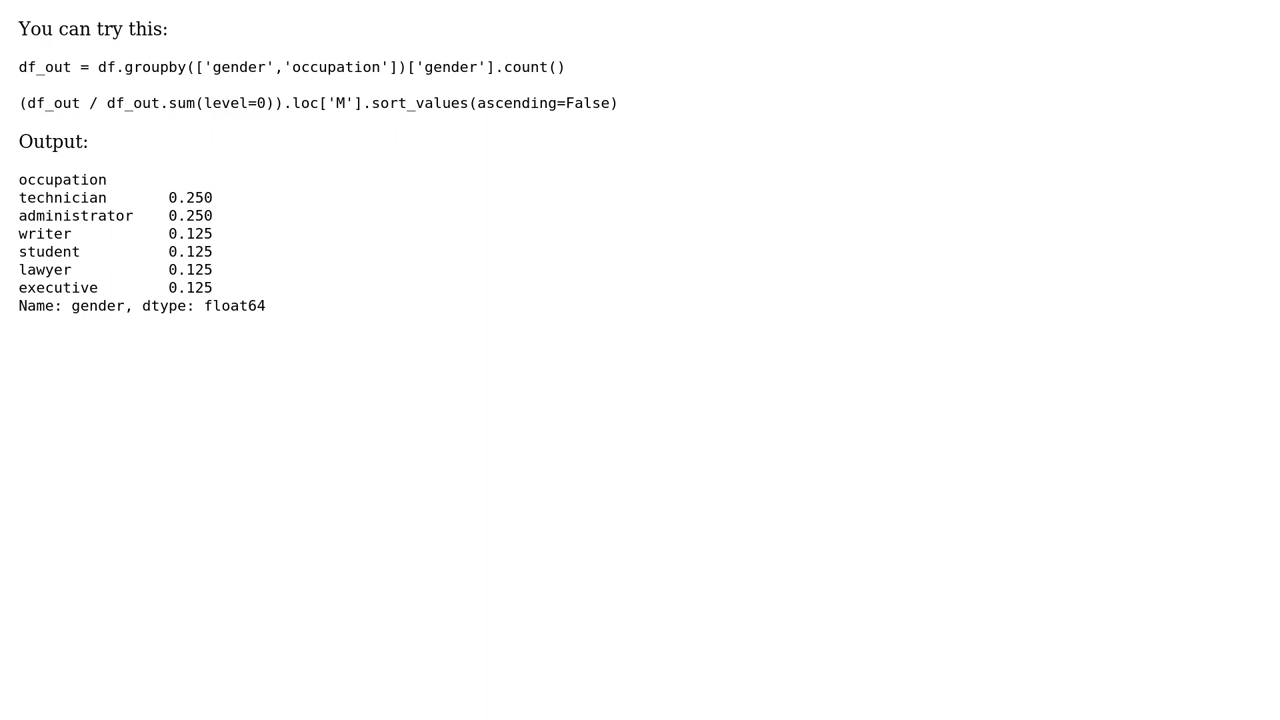 You can try this:
df_out = df.groupby(['gender','occupation'])['gender'].count()
(df_out / df_out.sum(level=0)).loc['M'].sort_values(ascending=False)
Output:
occupation
technician       0.250
administrator    0.250
writer           0.125
student          0.125
lawyer           0.125
executive        0.125
Name: gender, dtype: float64